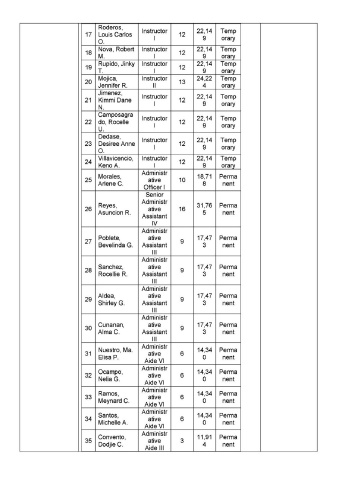 17 Roderos, Louis Carlos O. Instructor I 12 22,149 Temporary
18 Nova, Robert M. Instructor I 12 22,149 Temporary
19 Rupido, Jinky T. Instructor I 12 22,149 Temporary
20 Mojica, Jennifer R. Instructor II 13 24,224 Temporary
21 Jimenez, Kimmi Dane N. Instructor I 12 22,149 Temporary
22 Camposagrado, Rocelle U. Instructor I 12 22,149 Temporary
23 Dedase, Desiree Anne O. Instructor I 12 22,149 Temporary
24 Villavicencio, Keno A. Instructor I 12 22,149 Temporary
25 Morales, Arlene C. Administrative Officer I 10 18,718 Permanent
26 Reyes, Asuncion R. Senior Administrative Assistant IV 16 31,765 Permanent
27 Poblete, Bevelinda G. Administrative Assistant III 9 17,473 Permanent
28 Sanchez, Rocellie R. Administrative Assistant III 9 17,473 Permanent
29 Aldea, Shirley G. Administrative Assistant III 9 17,473 Permanent
30 Cunanan, Alma C. Administrative Assistant III 9 17,473 Permanent
31 Nuestro, Ma. Elisa P. Administrative Aide VI 6 14,340 Permanent
32 Ocampo, Nelia G. Administrative Aide VI 6 14,340 Permanent
33 Ramos, Meynard C. Administrative Aide VI 6 14,340 Permanent
34 Santos, Michelle A. Administrative Aide VI 6 14,340 Permanent
35 Convento, Dodjie C. Administrative Aide III 3 11,914 Permanent